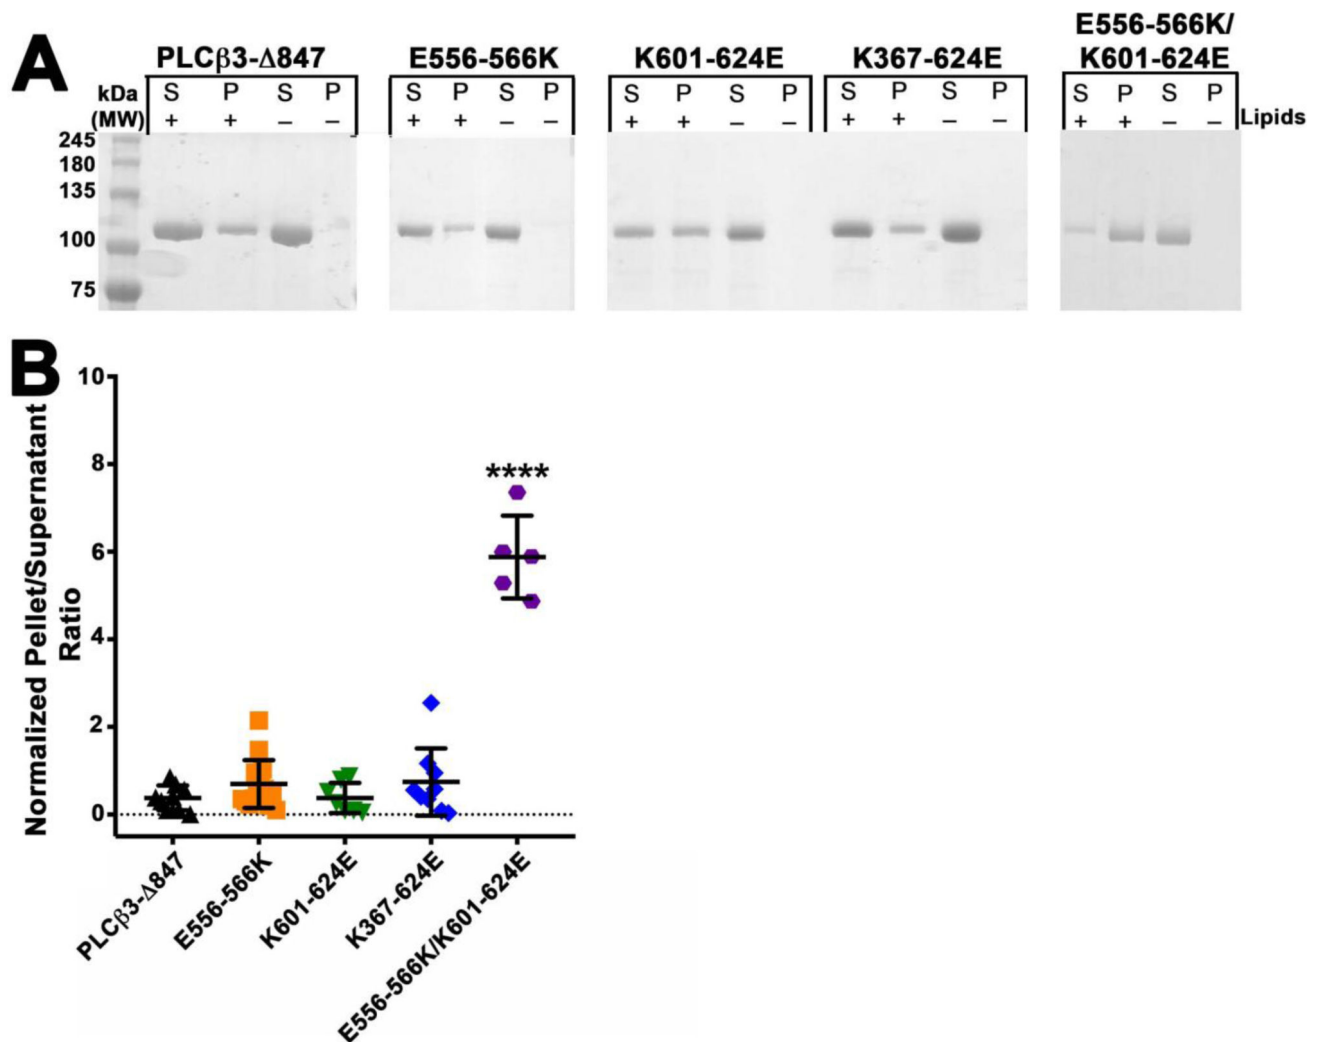 A
PLCβ3-Δ847
E556-566K
K601-624E
K367-624E
E556-566K/
K601-624E
kDa
(MW)
S P S P
+ + – –
S P S P
+ + – –
S P S P
+ + – –
S P S P
+ + – –
S P S P
+ + – –
Lipids
245
180
135
100
75
B
Normalized Pellet/Supernatant
Ratio
10
8
6
4
2
0
****
PLCβ3-Δ847
E556-566K
K601-624E
K367-624E
E556-566K/K601-624E